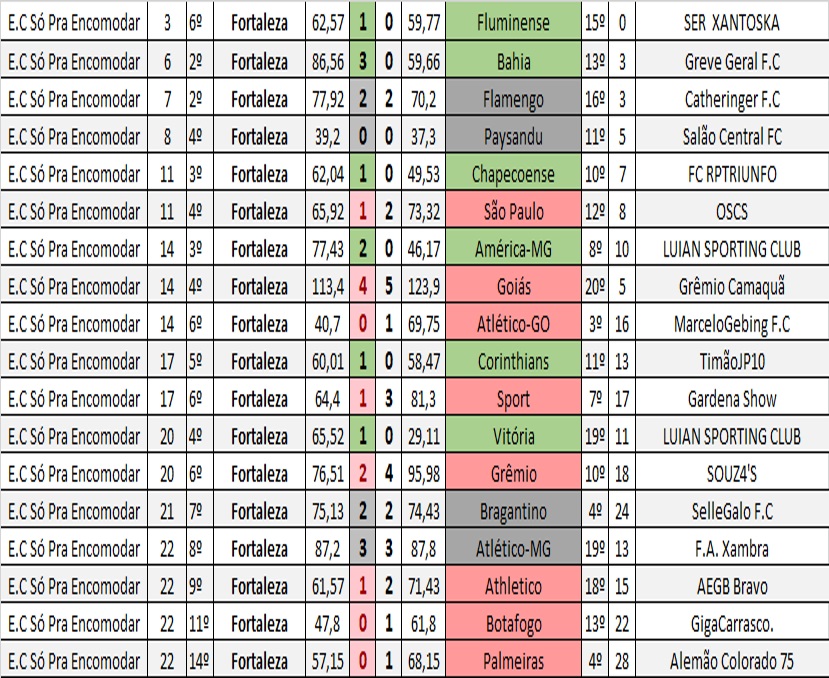 E.C Só Pra Encomodar 3 6º Fortaleza 62,57 1 0 59,77 Fluminense 15º 0 SER XANTOSKA
E.C Só Pra Encomodar 6 2º Fortaleza 86,56 3 0 59,66 Bahia 13º 3 Greve Geral F.C
E.C Só Pra Encomodar 7 2º Fortaleza 77,92 2 2 70,2 Flamengo 16º 3 Catheringer F.C
E.C Só Pra Encomodar 8 4º Fortaleza 39,2 0 0 37,3 Paysandu 11º 5 Salão Central FC
E.C Só Pra Encomodar 11 3º Fortaleza 62,04 1 0 49,53 Chapecoense 10º 7 FC RPTRIUNFO
E.C Só Pra Encomodar 11 4º Fortaleza 65,92 1 2 73,32 São Paulo 12º 8 OSCS
E.C Só Pra Encomodar 14 3º Fortaleza 77,43 2 0 46,17 América-MG 8º 10 LUIAN SPORTING CLUB
E.C Só Pra Encomodar 14 4º Fortaleza 113,4 4 5 123,9 Goiás 20º 5 Grêmio Camaquã
E.C Só Pra Encomodar 14 6º Fortaleza 40,7 0 1 69,75 Atlético-GO 3º 16 MarceloGebing F.C
E.C Só Pra Encomodar 17 5º Fortaleza 60,01 1 0 58,47 Corinthians 11º 13 TimãoJP10
E.C Só Pra Encomodar 17 6º Fortaleza 64,4 1 3 81,3 Sport 7º 17 Gardena Show
E.C Só Pra Encomodar 20 4º Fortaleza 65,52 1 0 29,11 Vitória 19º 11 LUIAN SPORTING CLUB
E.C Só Pra Encomodar 20 6º Fortaleza 76,51 2 4 95,98 Grêmio 10º 18 SOUZ4'S
E.C Só Pra Encomodar 21 7º Fortaleza 75,13 2 2 74,43 Bragantino 4º 24 SelleGalo F.C
E.C Só Pra Encomodar 22 8º Fortaleza 87,2 3 3 87,8 Atlético-MG 19º 13 F.A. Xambra
E.C Só Pra Encomodar 22 9º Fortaleza 61,57 1 2 71,43 Athletico 18º 15 AEGB Bravo
E.C Só Pra Encomodar 22 11º Fortaleza 47,8 0 1 61,8 Botafogo 13º 22 GigaCarrasco.
E.C Só Pra Encomodar 22 14º Fortaleza 57,15 0 1 68,15 Palmeiras 4º 28 Alemão Colorado 75